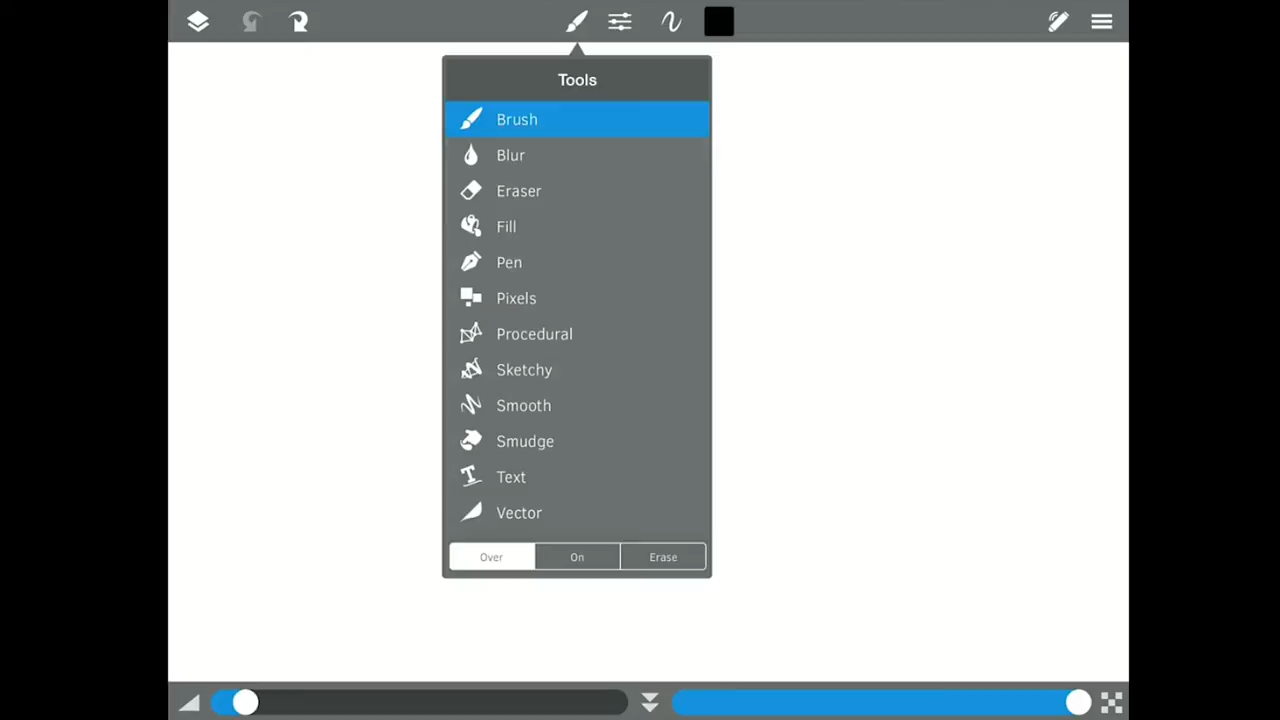 Tools
Brush
Blur
Eraser
Fill
Pen
Pixels
Procedural
Sketchy
Smooth
Smudge
Text
Vector
Over On Erase